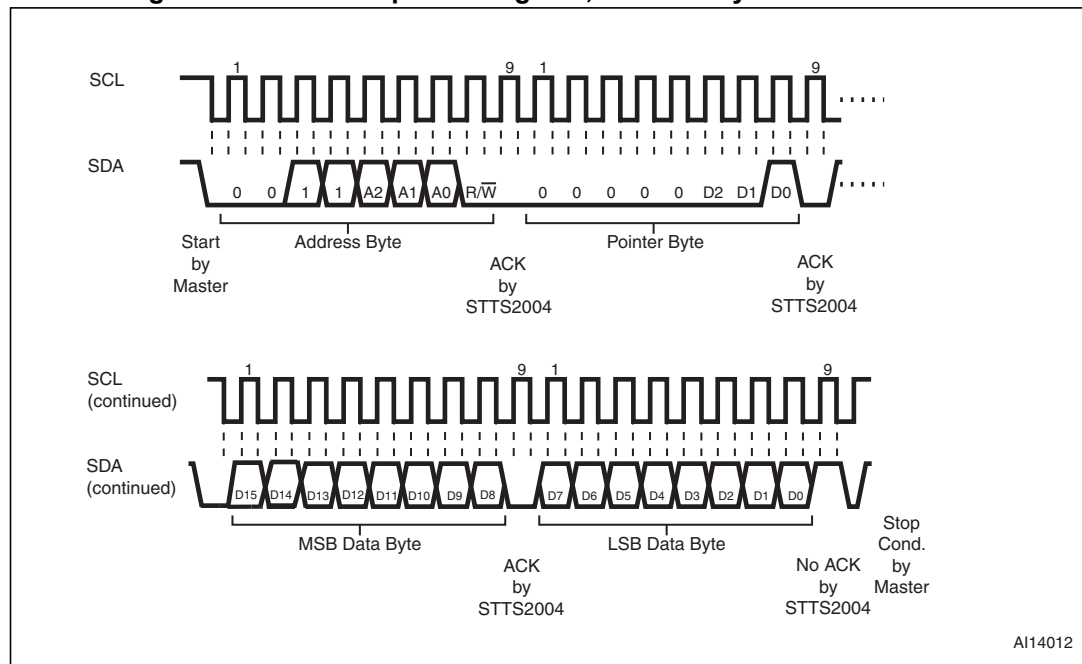 1 9 1 9
SCL
SDA
0 0 1 1 A2 A1 A0 R/W 0 0 0 0 0 D2 D1 D0
Address Byte Pointer Byte
Start
by
Master
ACK
by
STTS2004
ACK
by
STTS2004
1 9 1 9
SCL
(continued)
SDA
(continued)
D15 D14 D13 D12 D11 D10 D9 D8 D7 D6 D5 D4 D3 D2 D1 D0
MSB Data Byte LSB Data Byte
ACK
by
STTS2004
No ACK
by
STTS2004
Stop
Cond.
by
Master
AI14012